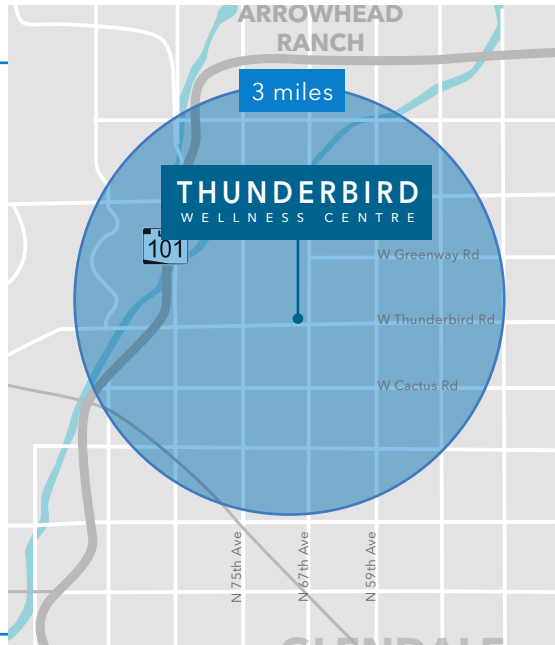 ARROWHEAD
RANCH
3 miles
THUNDERBIRD
WELLNESS CENTRE
101
W Greenway Rd
W Thunderbird Rd
W Cactus Rd
N 75th Ave
N 67th Ave
N 59th Ave
GLENDALE